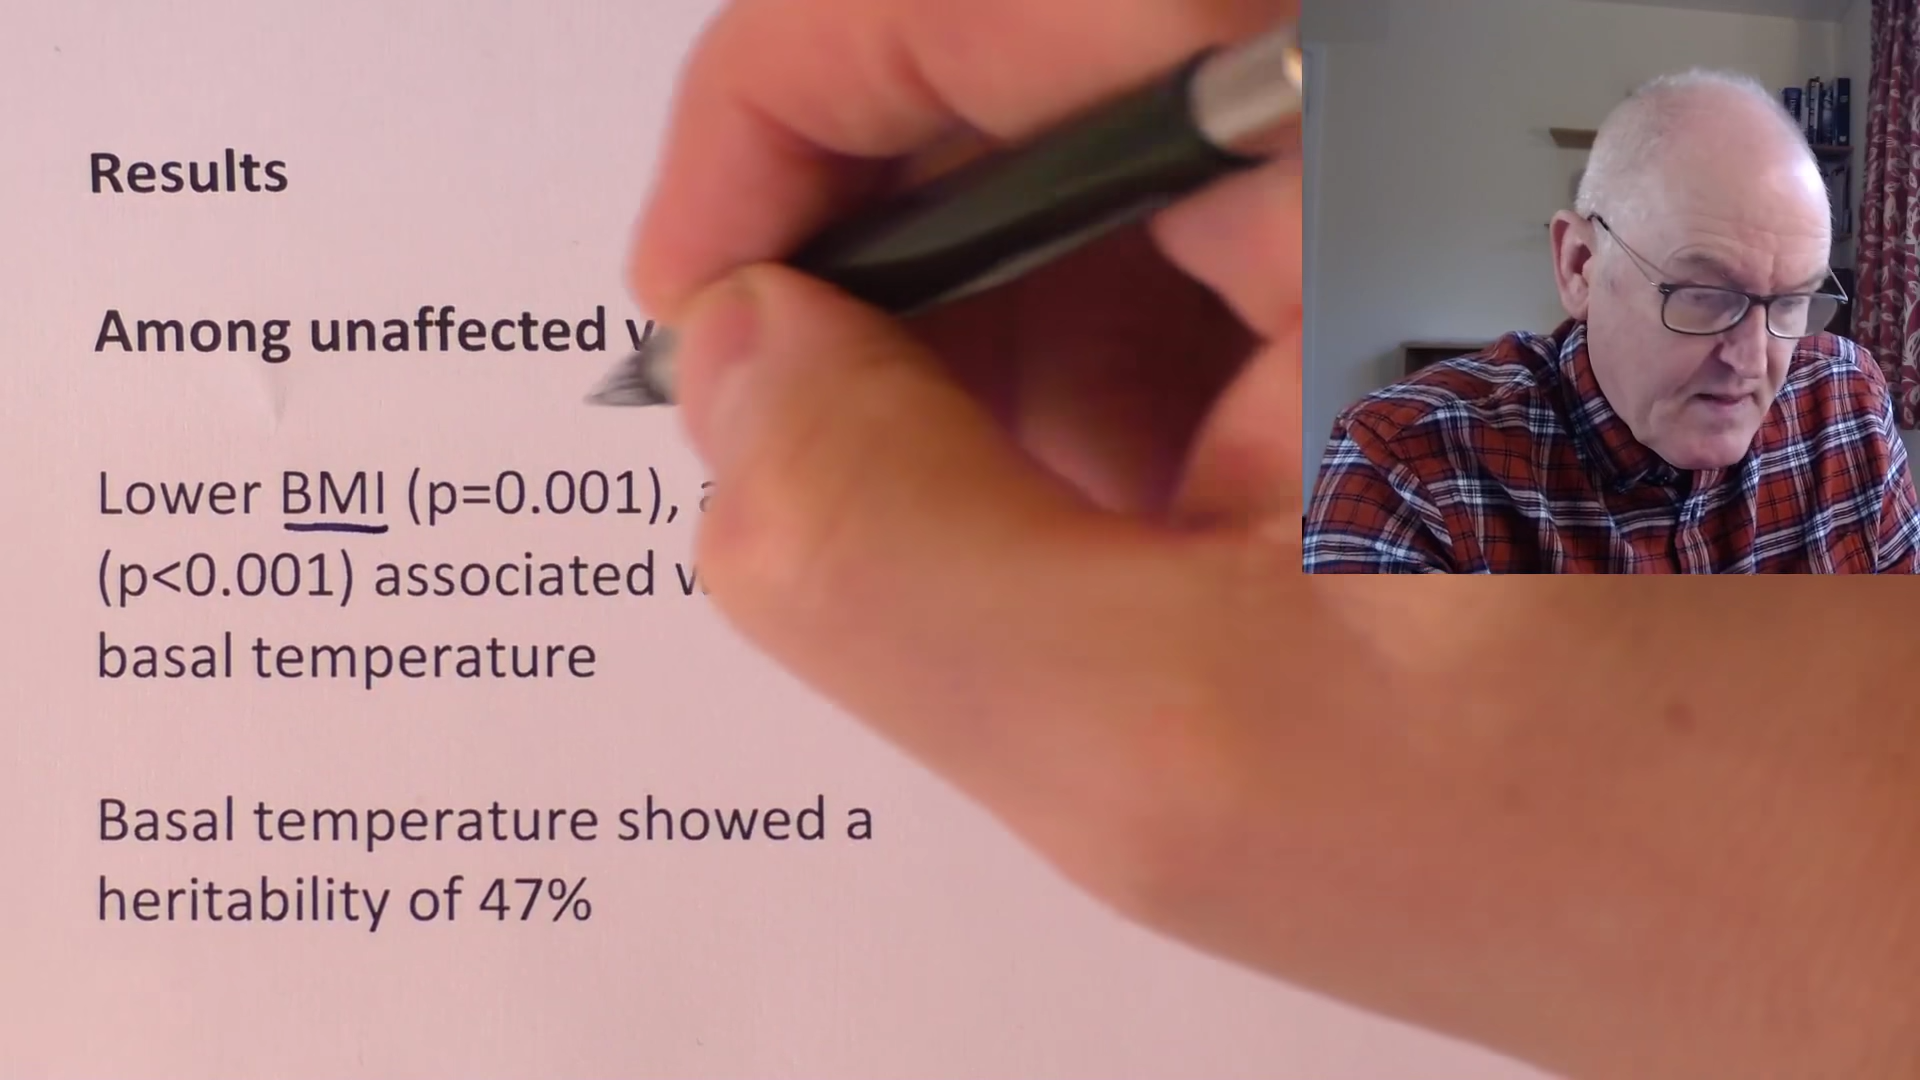 Results
Among unaffected
Lower BMI (p=0.001),
(p<0.001) associated
basal temperature
Basal temperature showed a
heritability of 47%